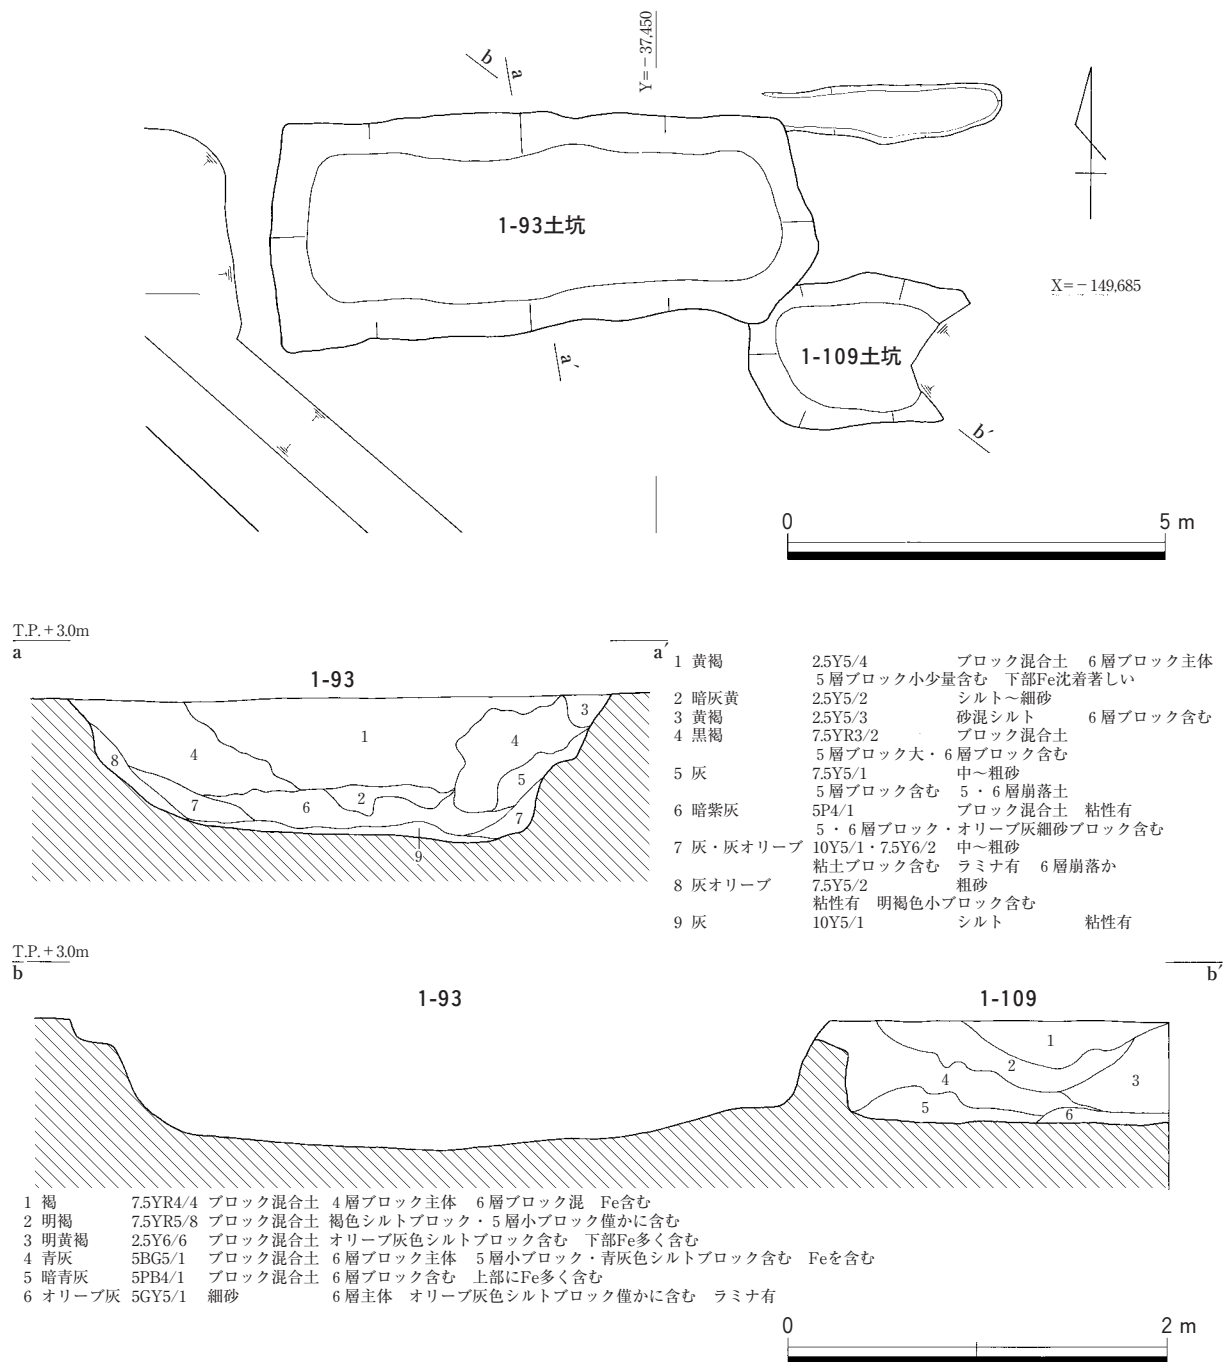 b
a
Y=-37,450
1-93土坑
X=-149,685
1-109土坑
a´
b´
0 5 m
T.P.+3.0m
a a´
1-93
1 4 3 4 8 5 2 6 7 7 9
1 黄褐 2.5Y5/4 ブロック混合土 6層ブロック主体
5層ブロック小少量含む 下部Fe沈着著しい
2 暗灰黄 2.5Y5/2 シルト～細砂
3 黄褐 2.5Y5/3 砂混シルト 6層ブロック含む
4 黒褐 7.5YR3/2 ブロック混合土
5層ブロック大・6層ブロック含む
5 灰 7.5Y5/1 中～粗砂
5層ブロック含む 5・6層崩落土
6 暗紫灰 5P4/1 ブロック混合土 粘性有
5・6層ブロック・オリーブ灰細砂ブロック含む
7 灰・灰オリーブ 10Y5/1・7.5Y6/2 中～粗砂
粘土ブロック含む ラミナ有 6層崩落か
8 灰オリーブ 7.5Y5/2 粗砂
粘性有 明褐色小ブロック含む
9 灰 10Y5/1 シルト 粘性有
T.P.+3.0m
b b´
1-93 1-109
1 2 3 4 5 6
1 褐 7.5YR4/4 ブロック混合土 4層ブロック主体 6層ブロック混 Fe含む
2 明褐 7.5YR5/8 ブロック混合土 褐色シルトブロック・5層小ブロック僅かに含む
3 明黄褐 2.5Y6/6 ブロック混合土 オリーブ灰色シルトブロック含む 下部Fe多く含む
4 青灰 5BG5/1 ブロック混合土 6層ブロック主体 5層小ブロック・青灰色シルトブロック含む Feを含む
5 暗青灰 5PB4/1 ブロック混合土 6層ブロック含む 上部にFe多く含む
6 オリーブ灰 5GY5/1 細砂 6層主体 オリーブ灰色シルトブロック僅かに含む ラミナ有
0 2 m